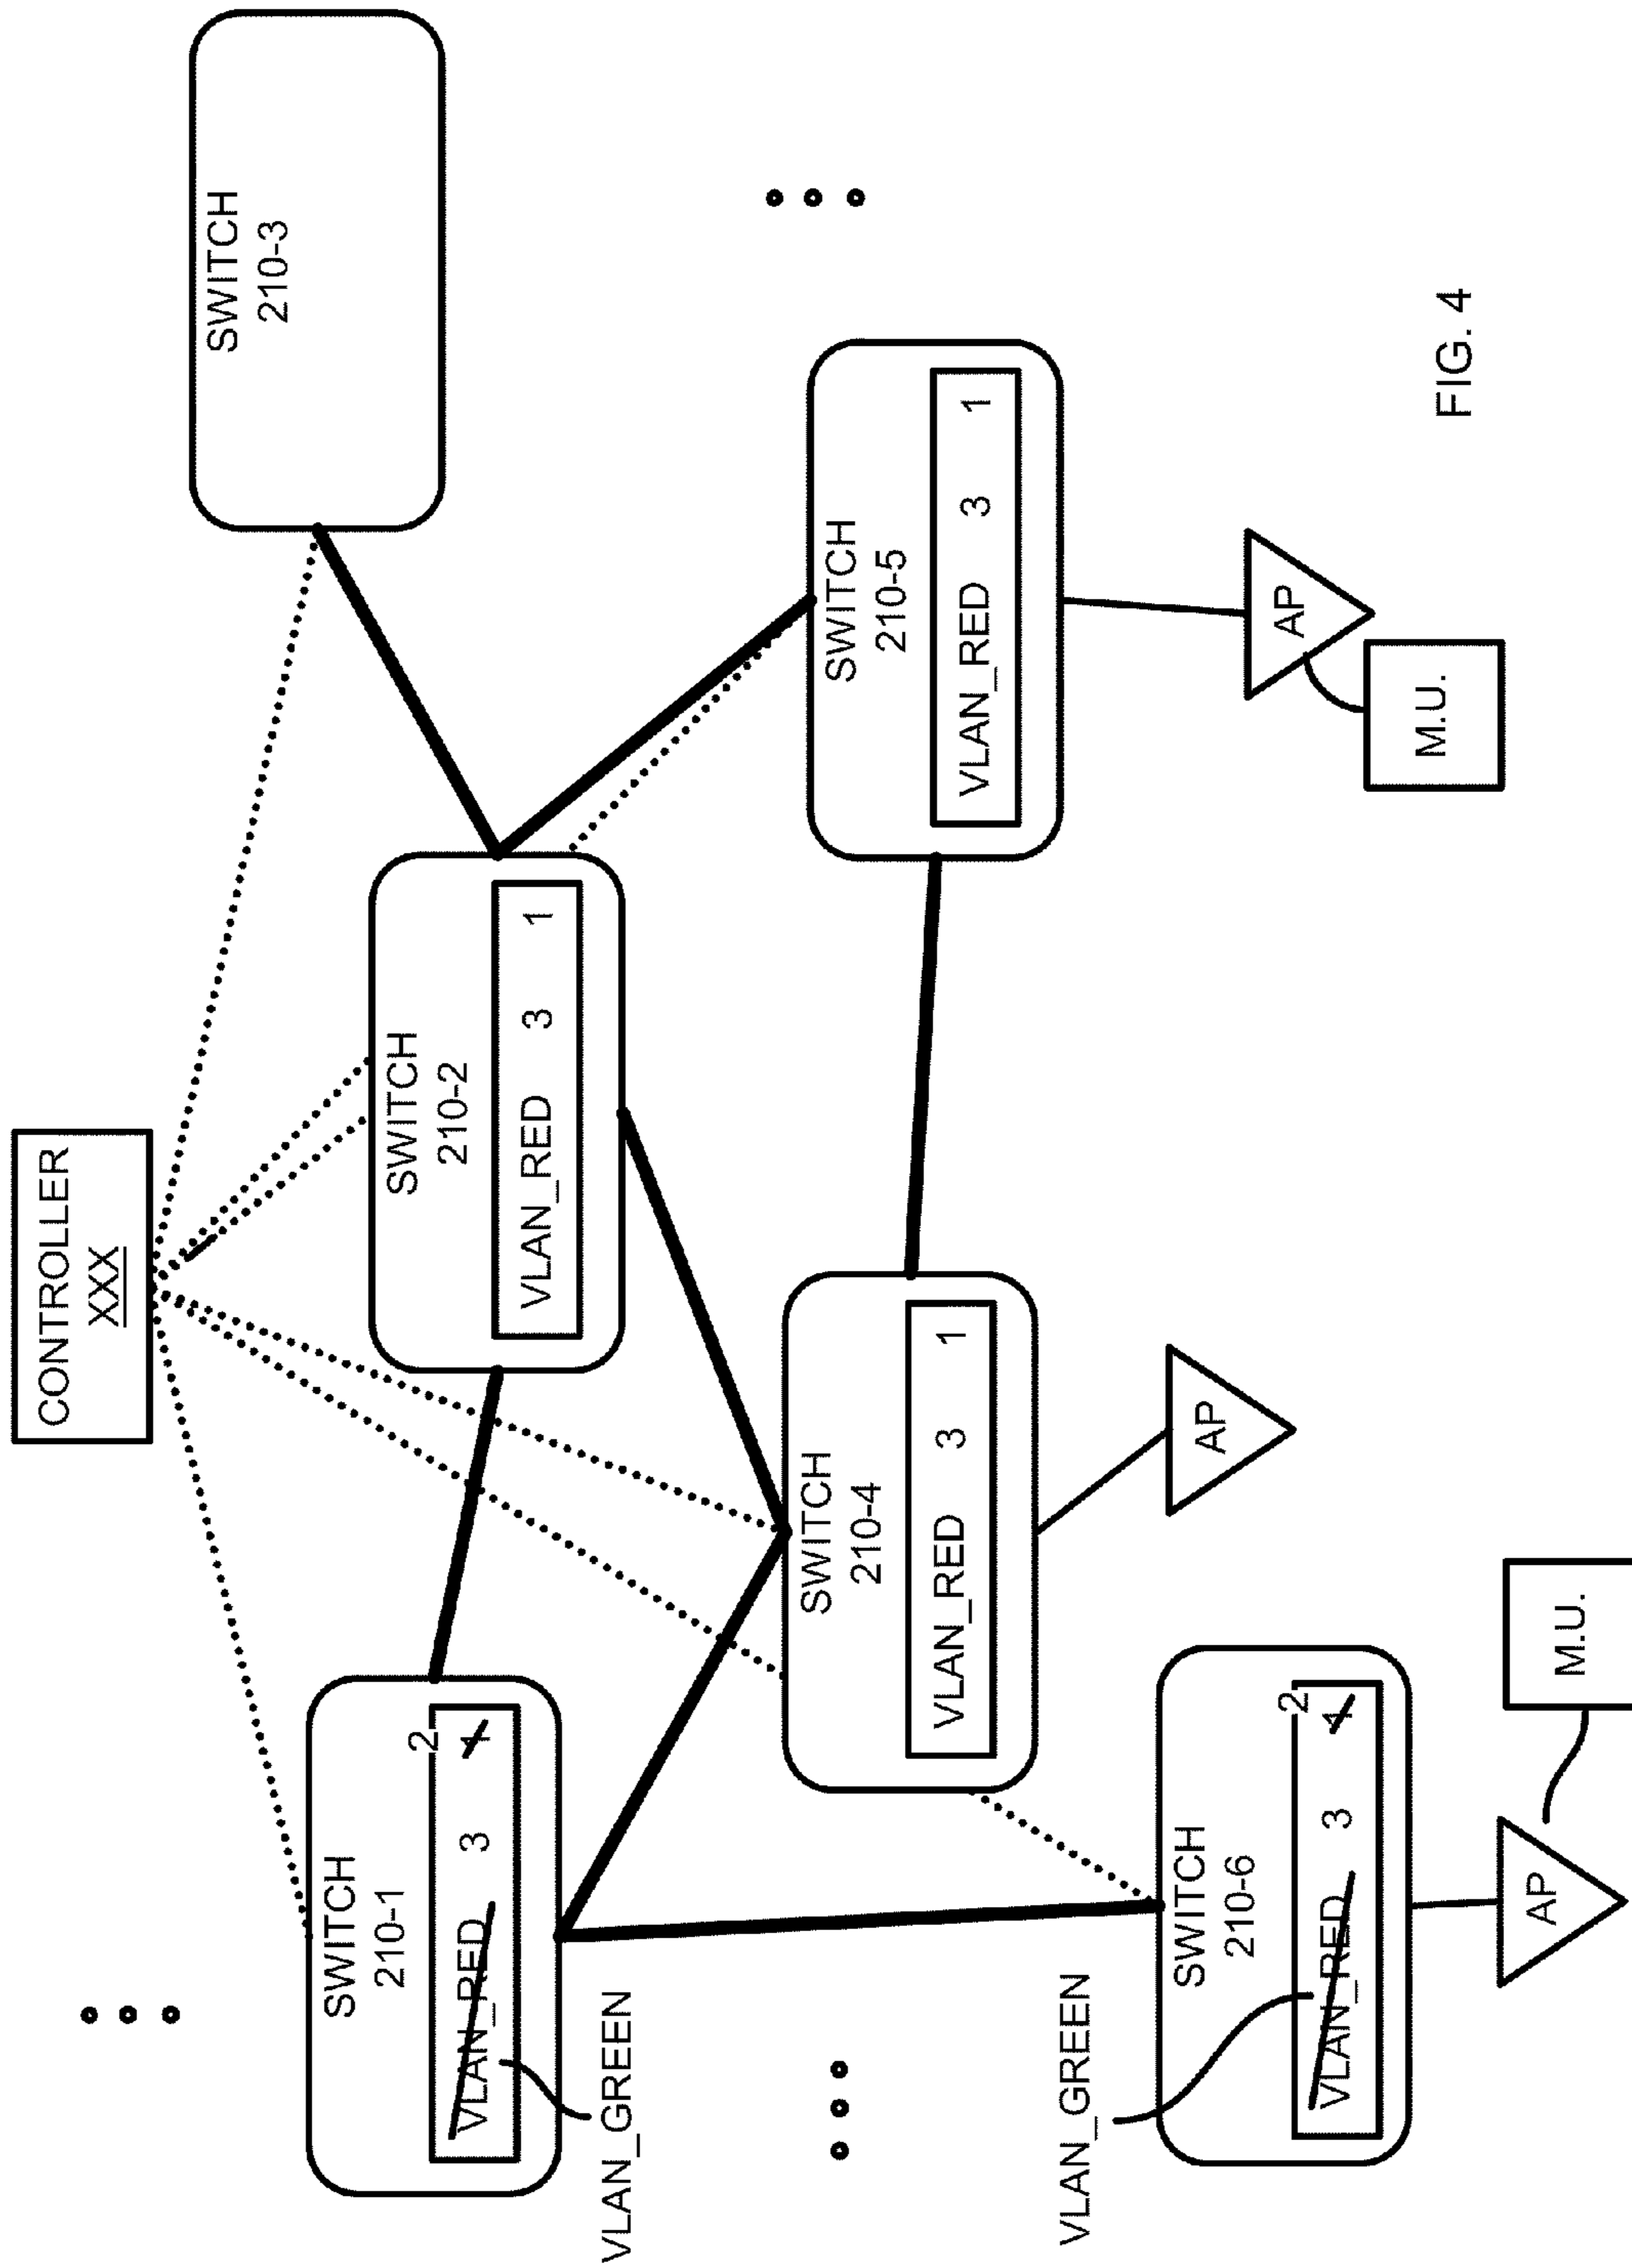 CONTROLLER
XXX
SWITCH
210-3
SWITCH
210-2
VLAN_RED 3 1
SWITCH
210-1
2
VLAN_RED 3 1
VLAN_GREEN
SWITCH
210-5
VLAN_RED 3 1
SWITCH
210-4
VLAN_RED 3 1
AP
M.U.
AP
VLAN_GREEN
SWITCH
210-6
2
VLAN_RED 3 1
AP
M.U.
FIG. 4